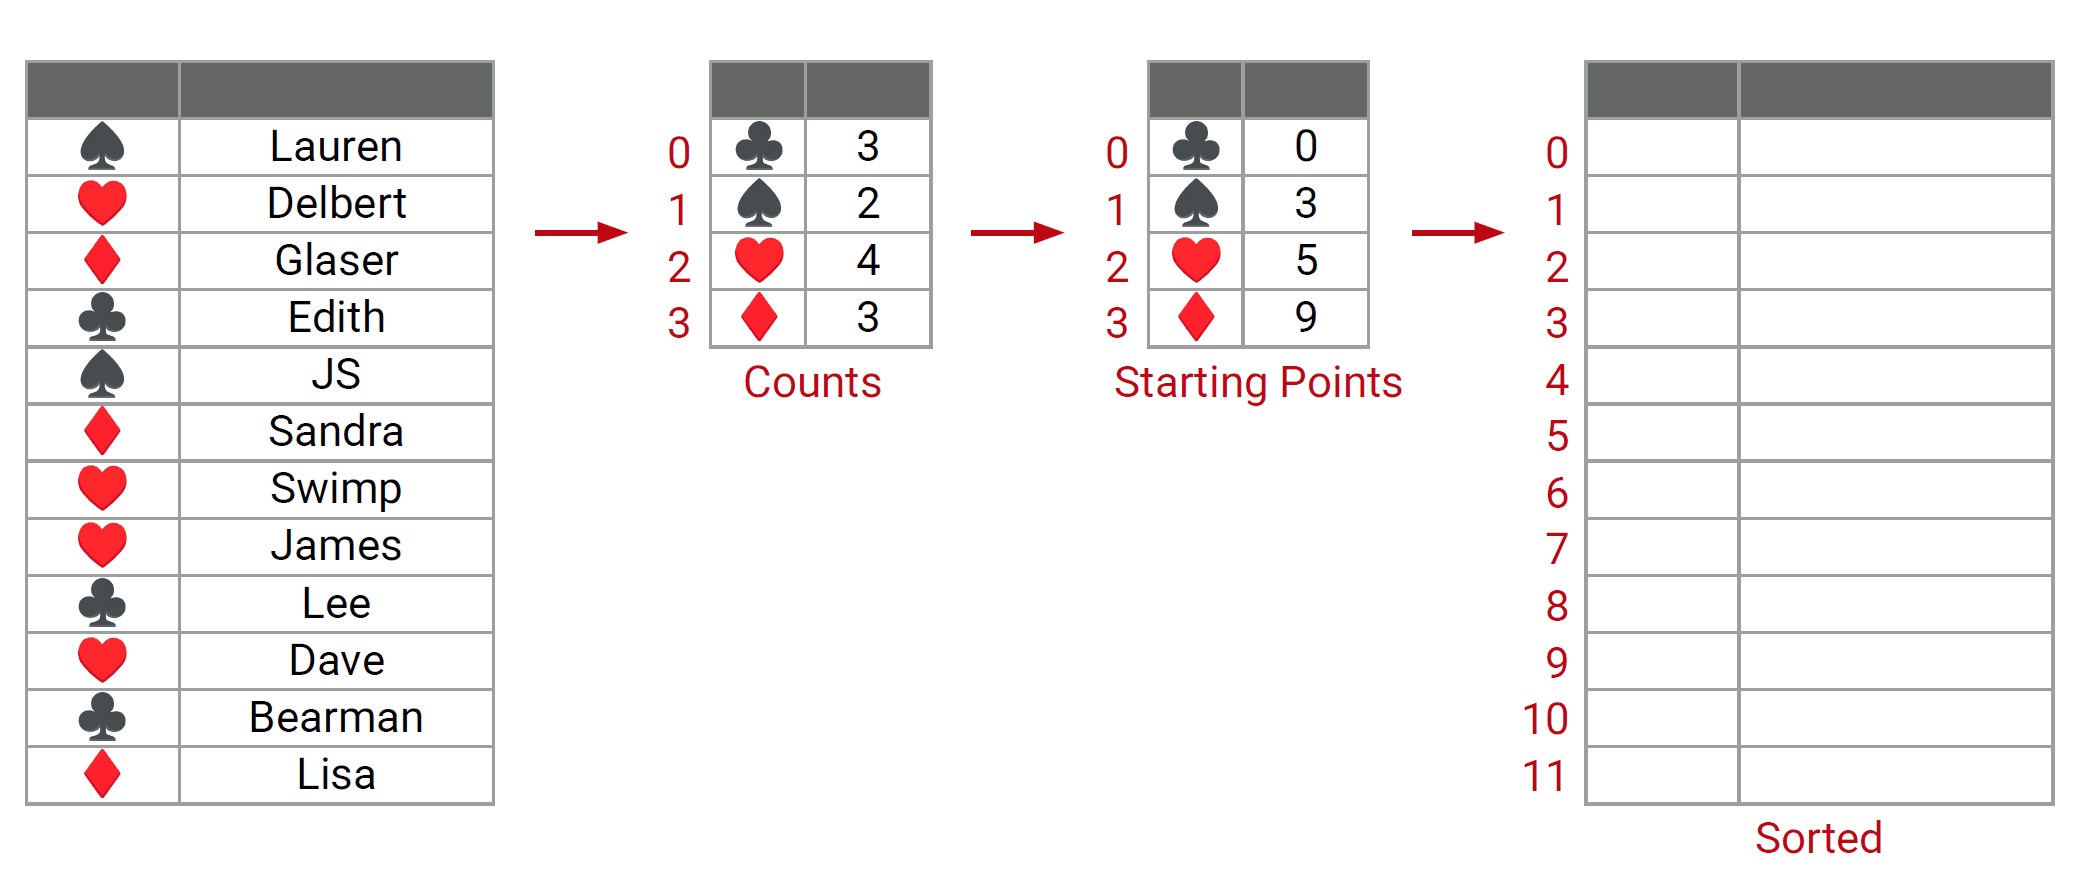 ♠ Lauren
♥ Delbert
♦ Glaser
♣ Edith
♠ JS
♦ Sandra
♥ Swimp
♥ James
♣ Lee
♥ Dave
♣ Bearman
♦ Lisa
0 ♣ 3
1 ♠ 2
2 ♥ 4
3 ♦ 3
Counts
0 ♣ 0
1 ♠ 3
2 ♥ 5
3 ♦ 9
Starting Points
0
1
2
3
4
5
6
7
8
9
10
11
Sorted